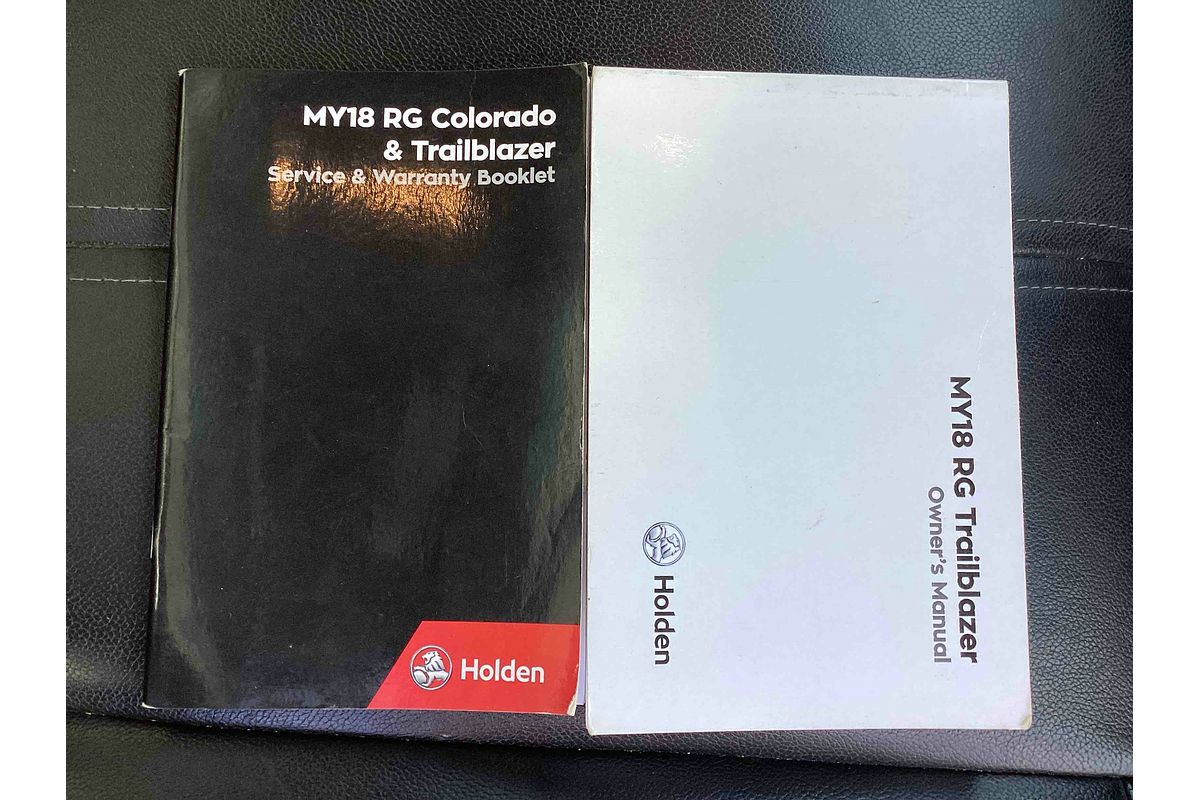 MY18 RG Colorado
& Trailblazer
Service & Warranty Booklet
Holden
MY18 RG Trailblazer
Owner's Manual
Holden